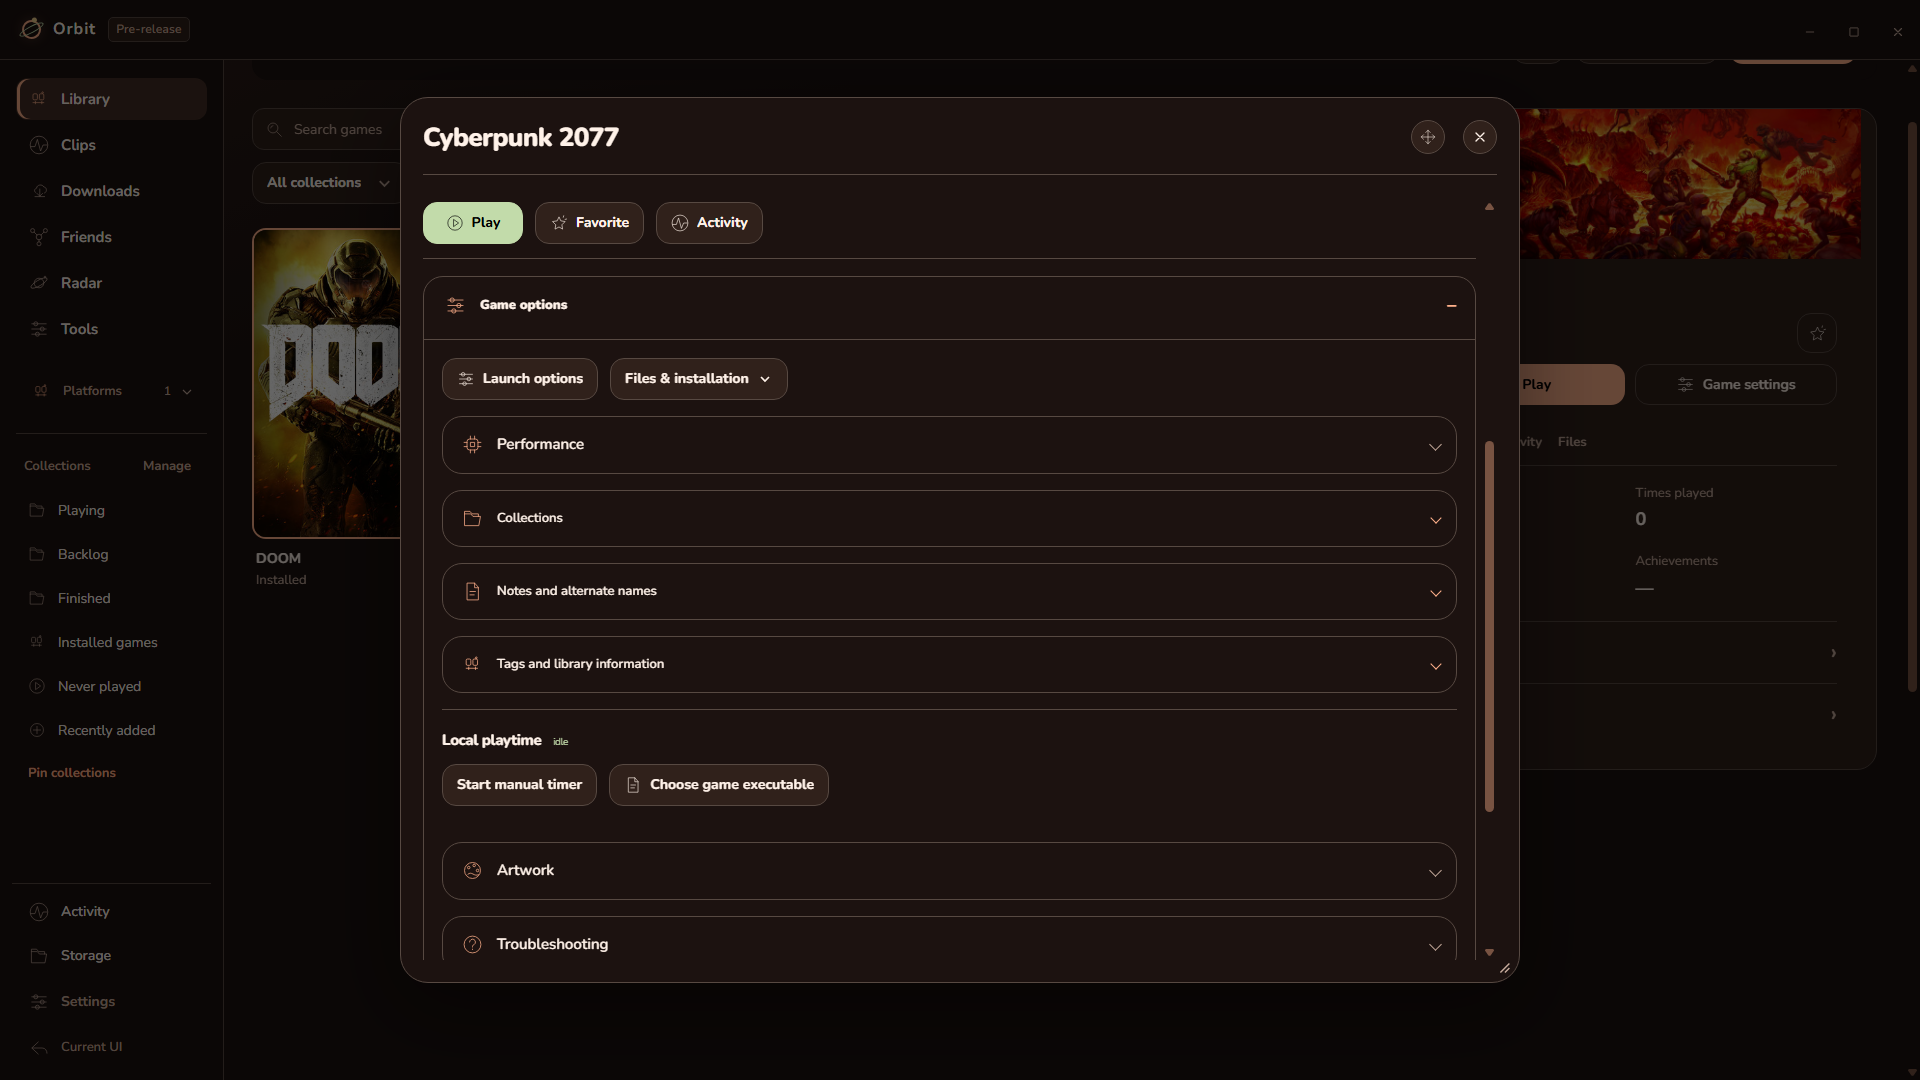 Orbit
Pre-release
Library
Clips
Downloads
Friends
Radar
Tools
Platforms 1
Collections Manage
Playing
Backlog
Finished
Installed games
Never played
Recently added
Pin collections
Activity
Storage
Settings
Current UI
Search games
All collections
DOOM
Installed
Cyberpunk 2077
Play
Favorite
Activity
Game options
Launch options
Files & installation
Performance
Collections
Notes and alternate names
Tags and library information
Local playtime idle
Start manual timer
Choose game executable
Artwork
Troubleshooting
Play
Game settings
vity Files
Times played
0
Achievements
—